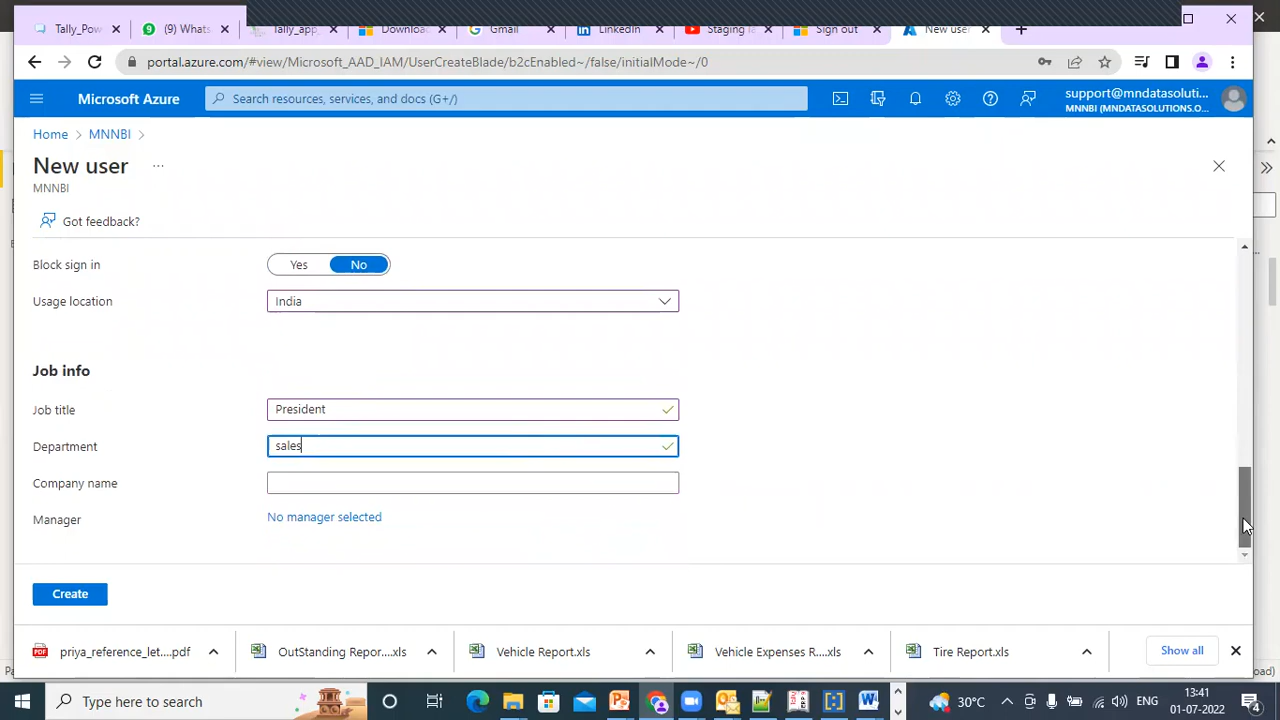 Tally_Pow
(9) Whats
Tally_app
Downloa
Gmail
LinkedIn
Staging le
Sign out
New user
portal.azure.com/#view/Microsoft_AAD_IAM/UserCreateBlade/b2cEnabled~/false/initialMode~/0
Microsoft Azure
Search resources, services, and docs (G+/)
support@mndatasoluti...
MNNBI (MNDATASOLUTIONS.O...
Home > MNNBI >
New user ...
MNNBI
Got feedback?
Block sign in
Yes No
Usage location
India
Job info
Job title
President
Department
sales
Company name
Manager
No manager selected
Create
priya_reference_let....pdf
OutStanding Repor....xls
Vehicle Report.xls
Vehicle Expenses R....xls
Tire Report.xls
Show all
Type here to search
30°C
ENG
13:41
01-07-2022
4